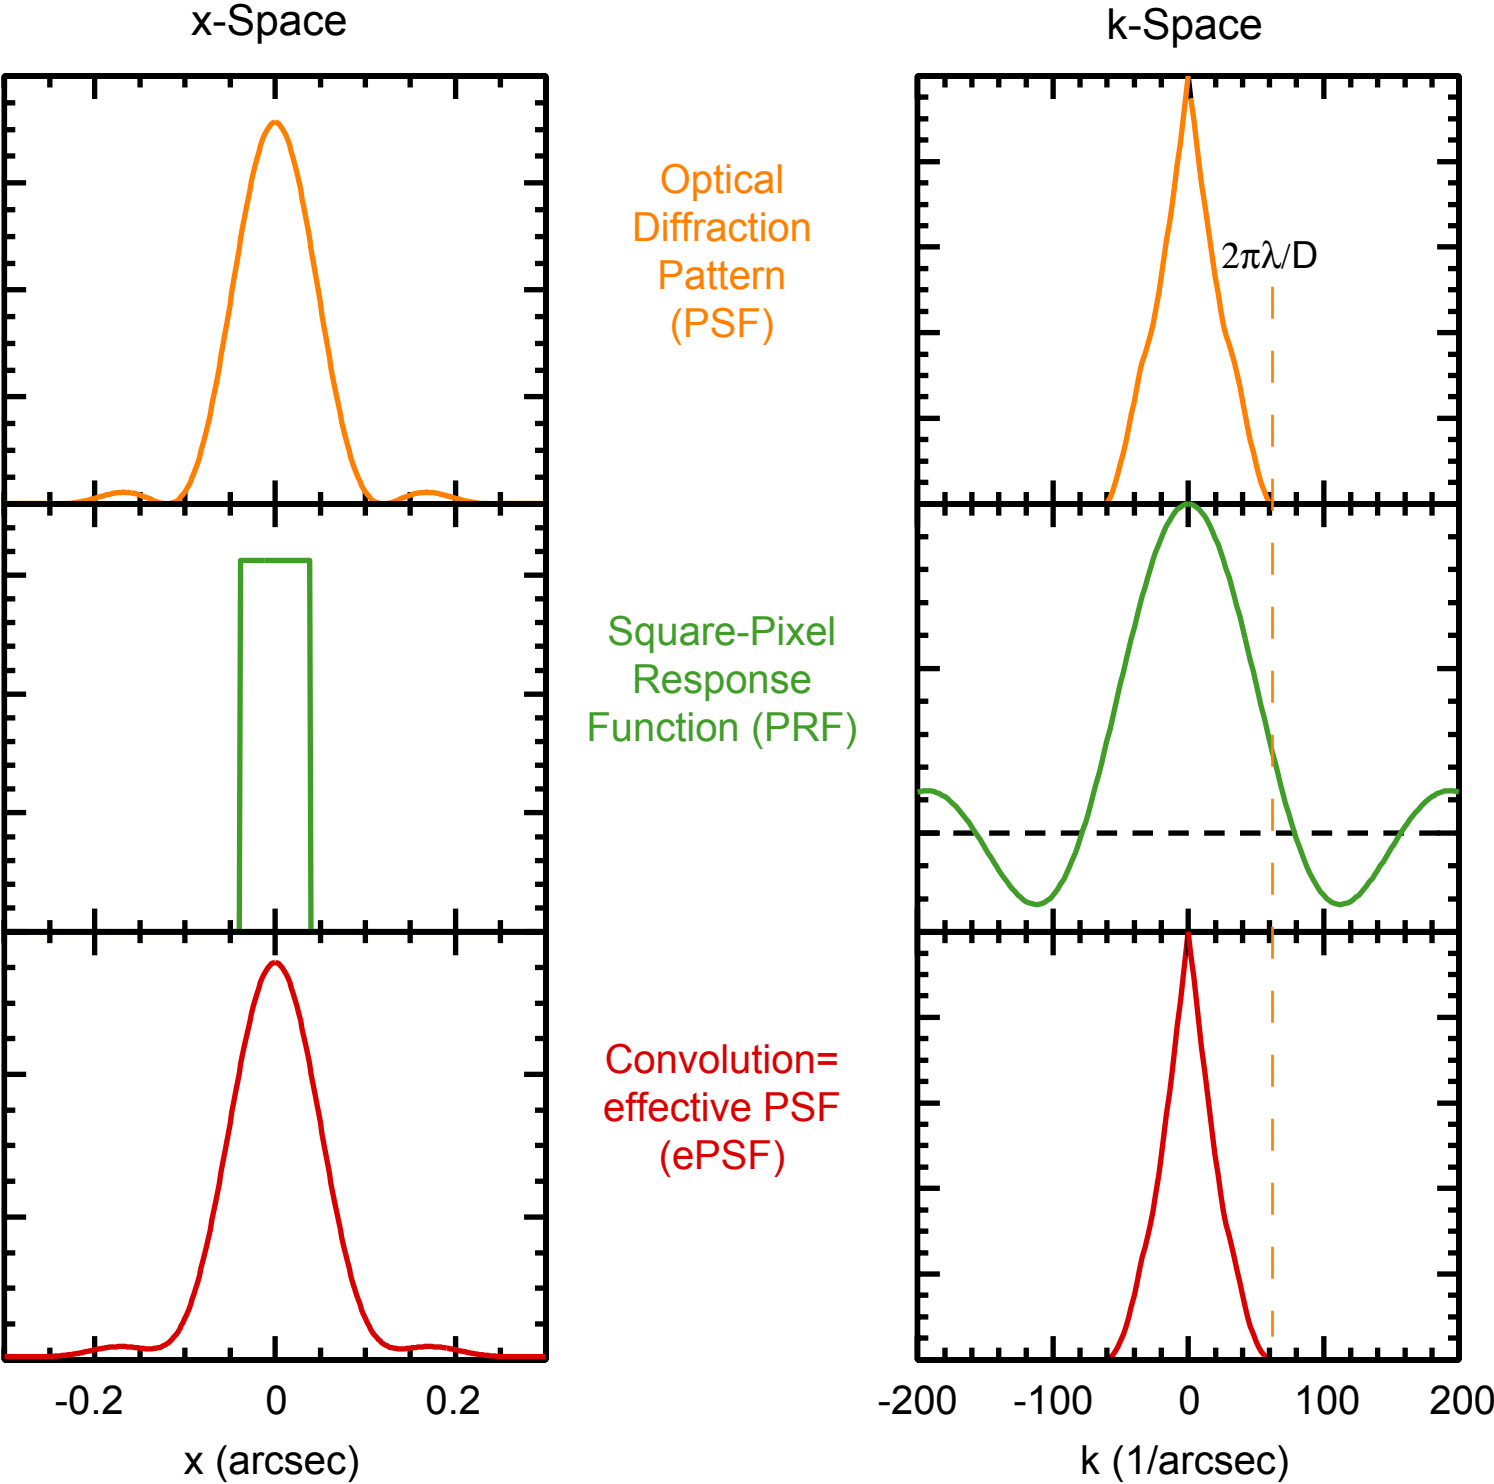 x-Space
k-Space
Optical
Diffraction
Pattern
(PSF)
2πλ/D
Square-Pixel
Response
Function (PRF)
Convolution=
effective PSF
(ePSF)
-0.2 0 0.2
-200 -100 0 100 200
x (arcsec)
k (1/arcsec)